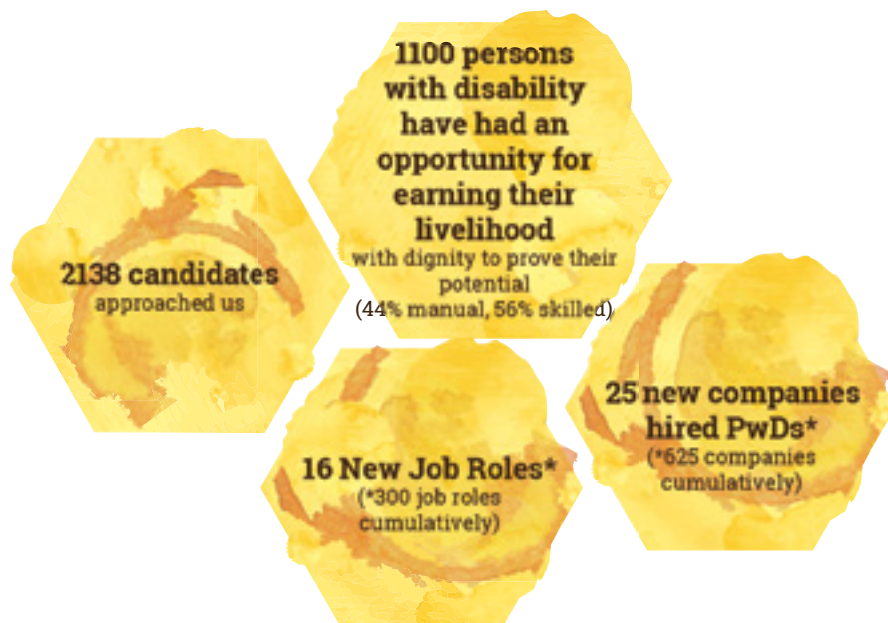 1100 persons
with disability
have had an
opportunity for
earning their
livelihood
with dignity to prove their
potential
(44% manual, 56% skilled)
2138 candidates
approached us
25 new companies
hired PwDs*
(*625 companies
cumulatively)
16 New Job Roles*
(*300 job roles
cumulatively)